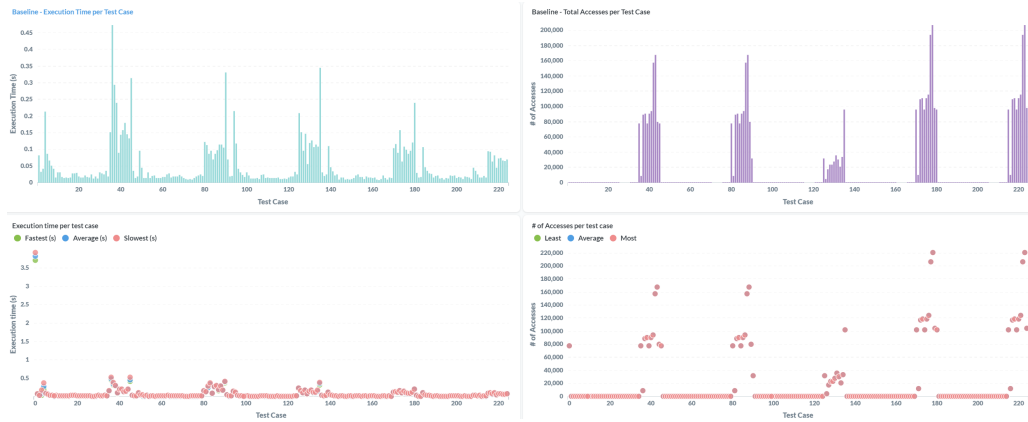 Baseline - Execution Time per Test Case
0.45
0.4
0.35
0.3
0.25
0.2
0.15
0.1
0.05
0
Execution Time (s)
20 40 60 80 100 120 140 160 180 200 220
Test Case
Baseline - Total Accesses per Test Case
200,000
180,000
160,000
140,000
120,000
100,000
80,000
60,000
40,000
20,000
0
# of Accesses
20 40 60 80 100 120 140 160 180 200 220
Test Case
Execution time per test case
Fastest (s) Average (s) Slowest (s)
3.5
3
2.5
2
1.5
1
0.5
Execution time (s)
0 20 40 60 80 100 120 140 160 180 200 220
Test Case
# of Accesses per test case
Least Average Most
220,000
200,000
180,000
160,000
140,000
120,000
100,000
80,000
60,000
40,000
20,000
0
# of Accesses
0 20 40 60 80 100 120 140 160 180 200 220
Test Case